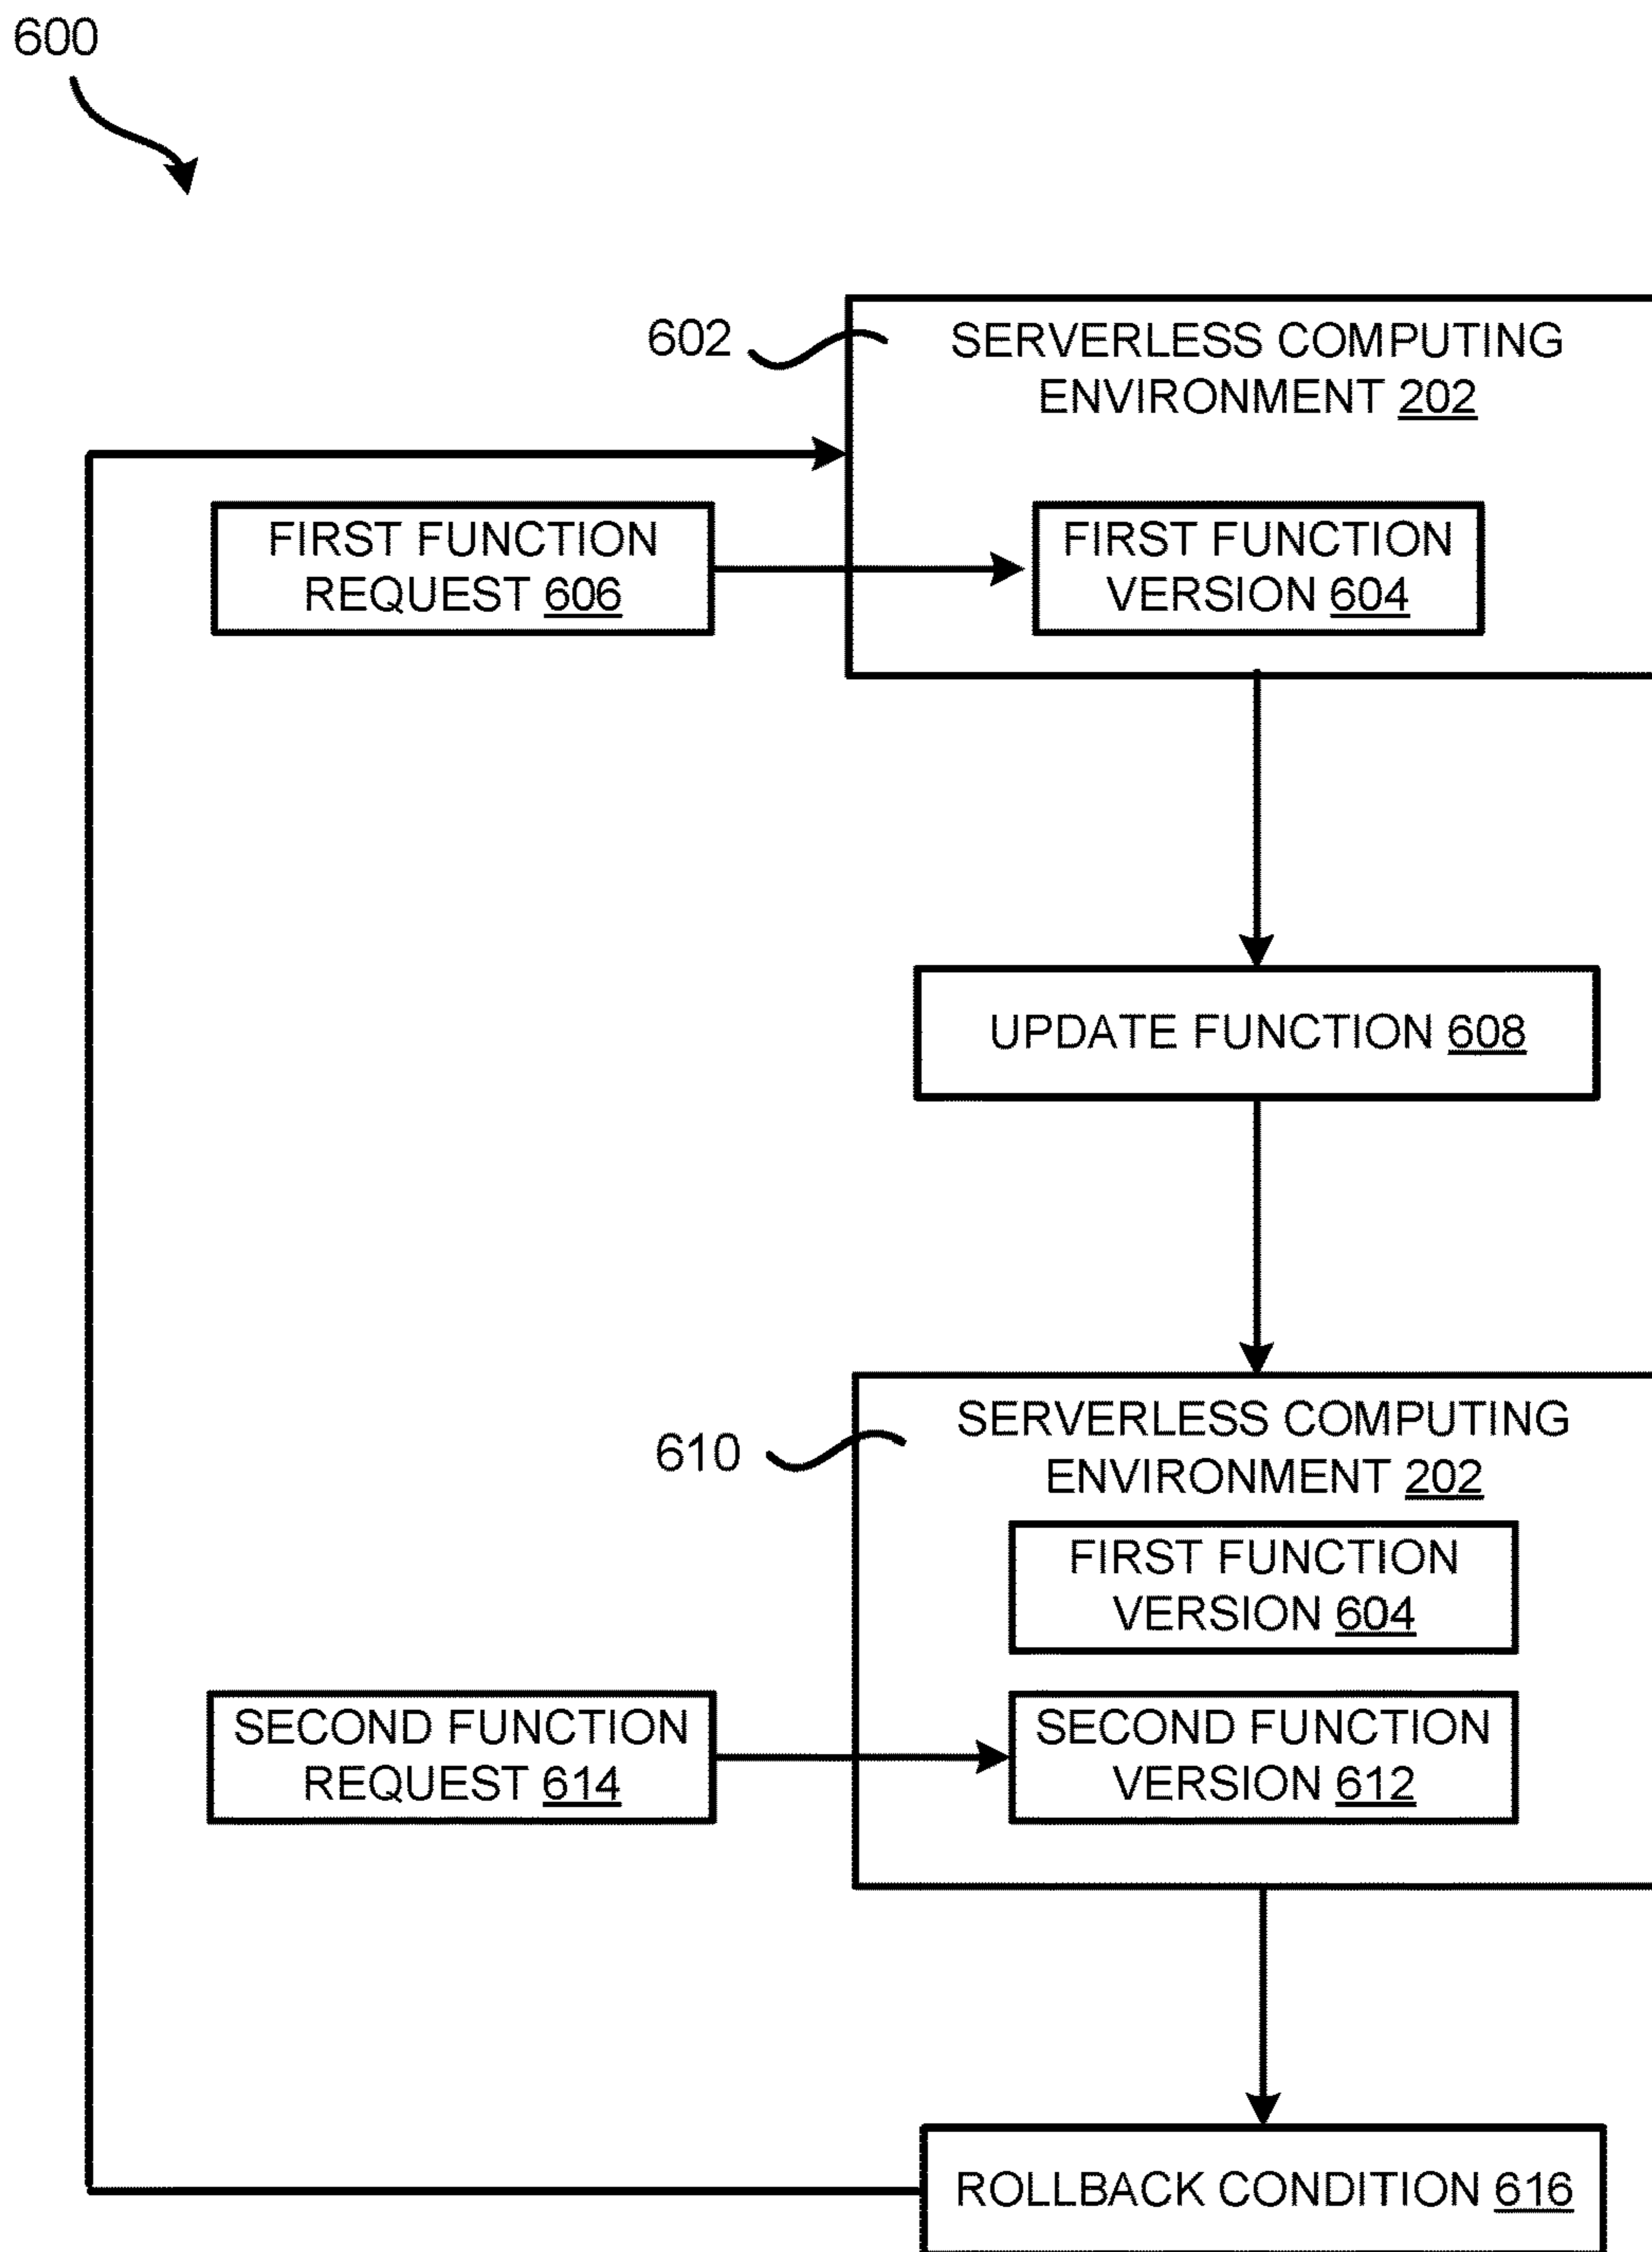 600
602
SERVERLESS COMPUTING
ENVIRONMENT 202
FIRST FUNCTION
REQUEST 606
FIRST FUNCTION
VERSION 604
UPDATE FUNCTION 608
610
SERVERLESS COMPUTING
ENVIRONMENT 202
FIRST FUNCTION
VERSION 604
SECOND FUNCTION
REQUEST 614
SECOND FUNCTION
VERSION 612
ROLLBACK CONDITION 616